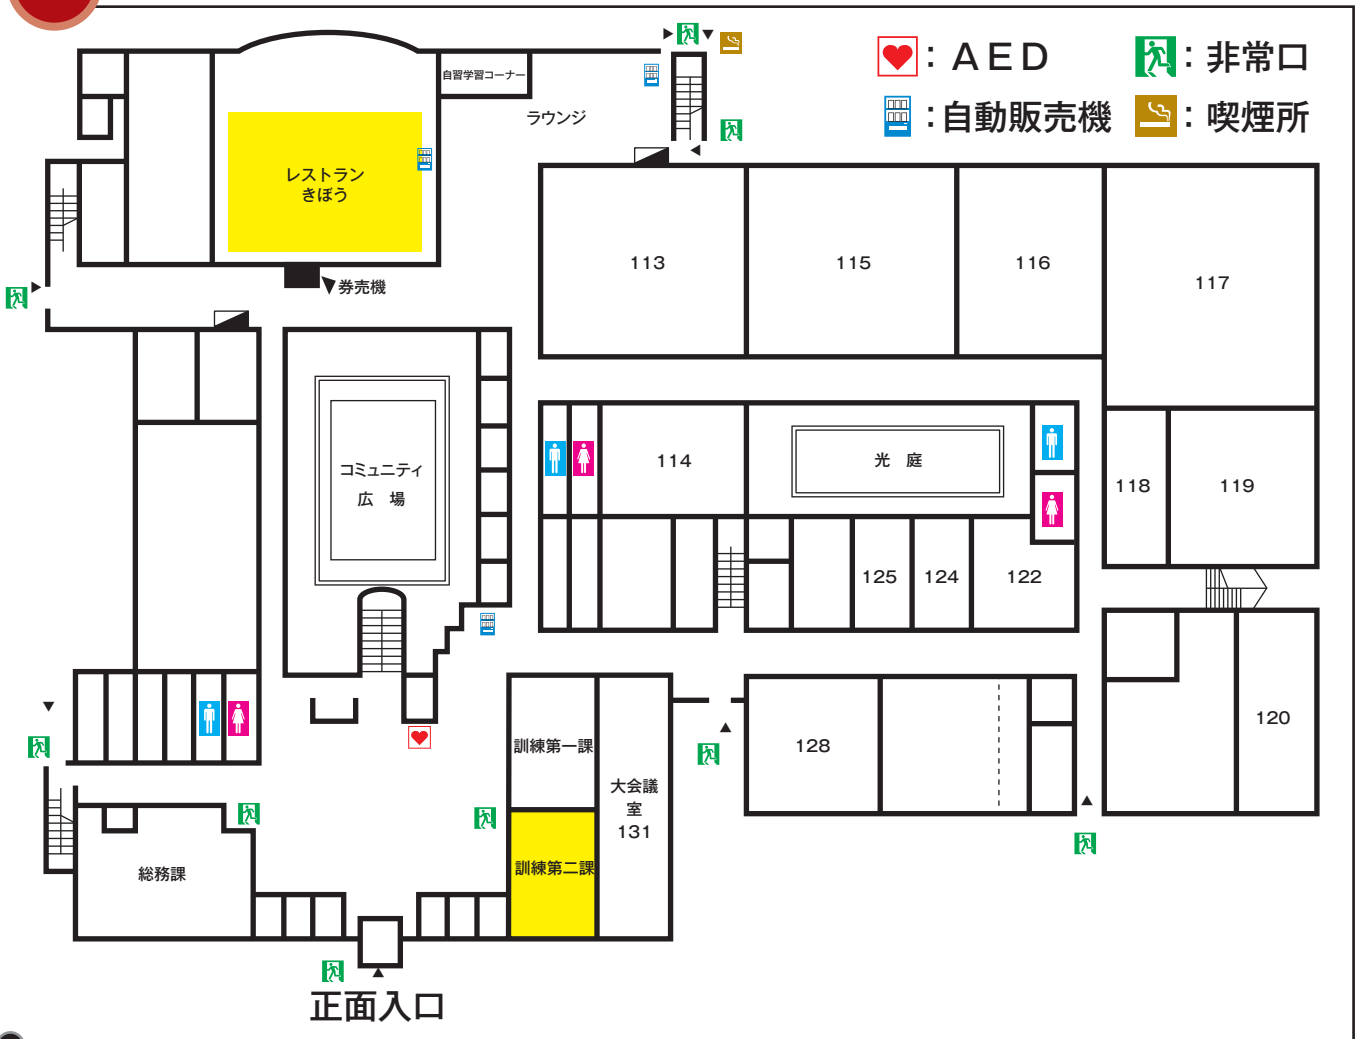 ：ＡＥＤ
：非常口
：自動販売機
：喫煙所
自習学習コーナー
ラウンジ
レストラン
きぼう
券売機
113
115
116
117
コミュニティ
広　場
114
光　庭
118
119
125
124
122
訓練第一課
大会議
室
131
128
120
訓練第二課
総務課
正面入口